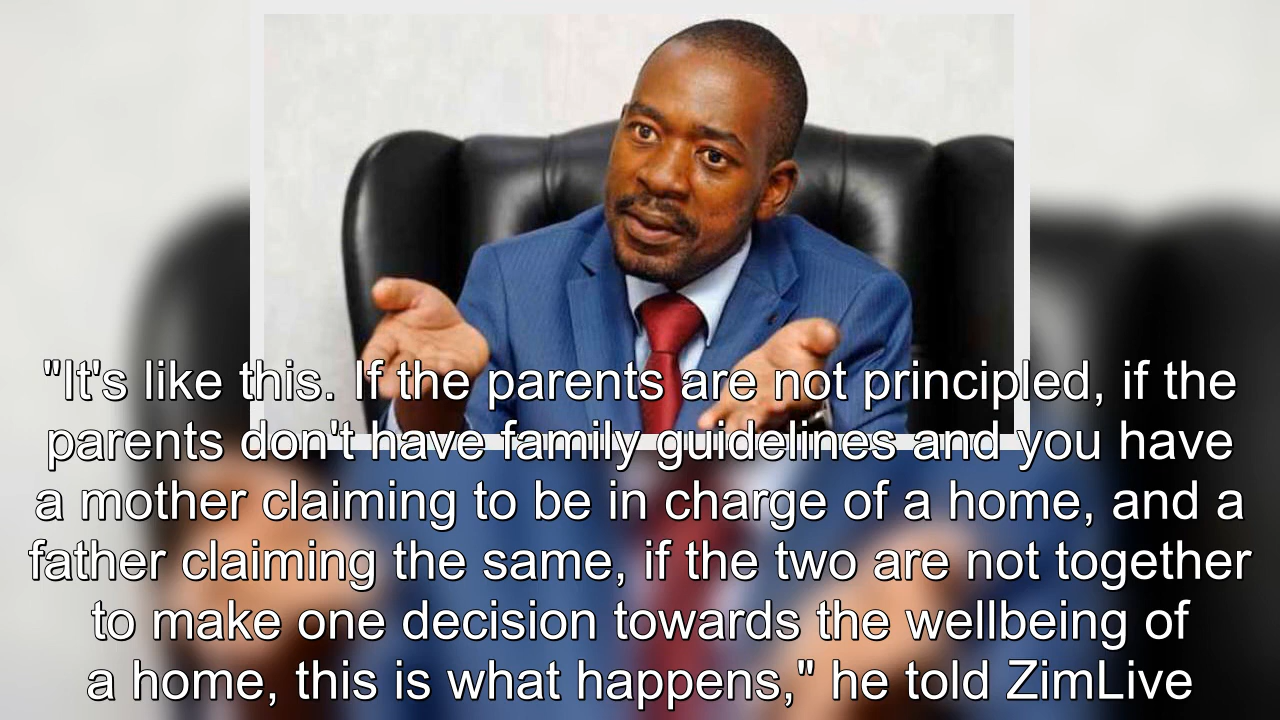 "It's like this. If the parents are not principled, if the
parents don't have family guidelines and you have
a mother claiming to be in charge of a home, and a
father claiming the same, if the two are not together
to make one decision towards the wellbeing of
a home, this is what happens," he told ZimLive